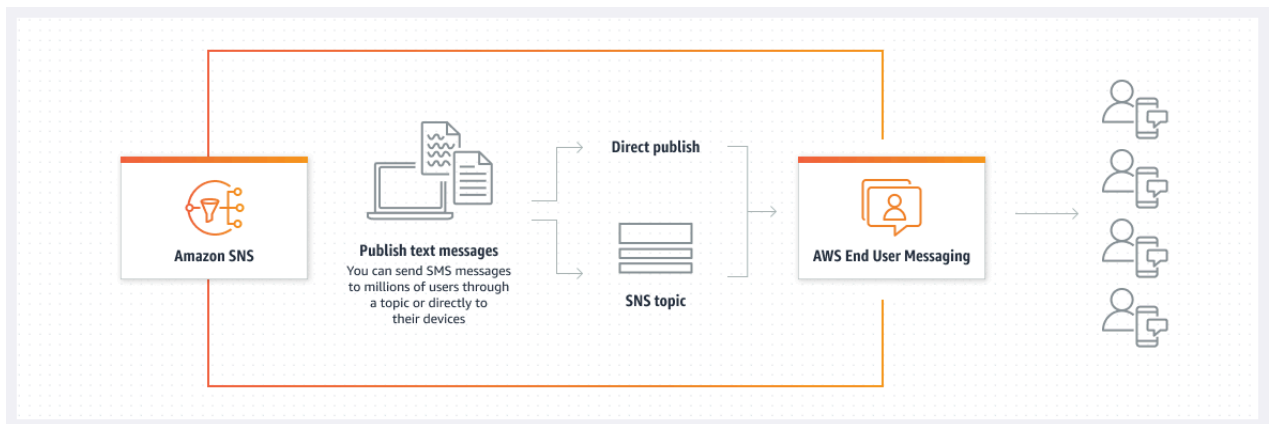 Amazon SNS
Publish text messages
You can send SMS messages
to millions of users through
a topic or directly to
their devices
Direct publish
SNS topic
AWS End User Messaging